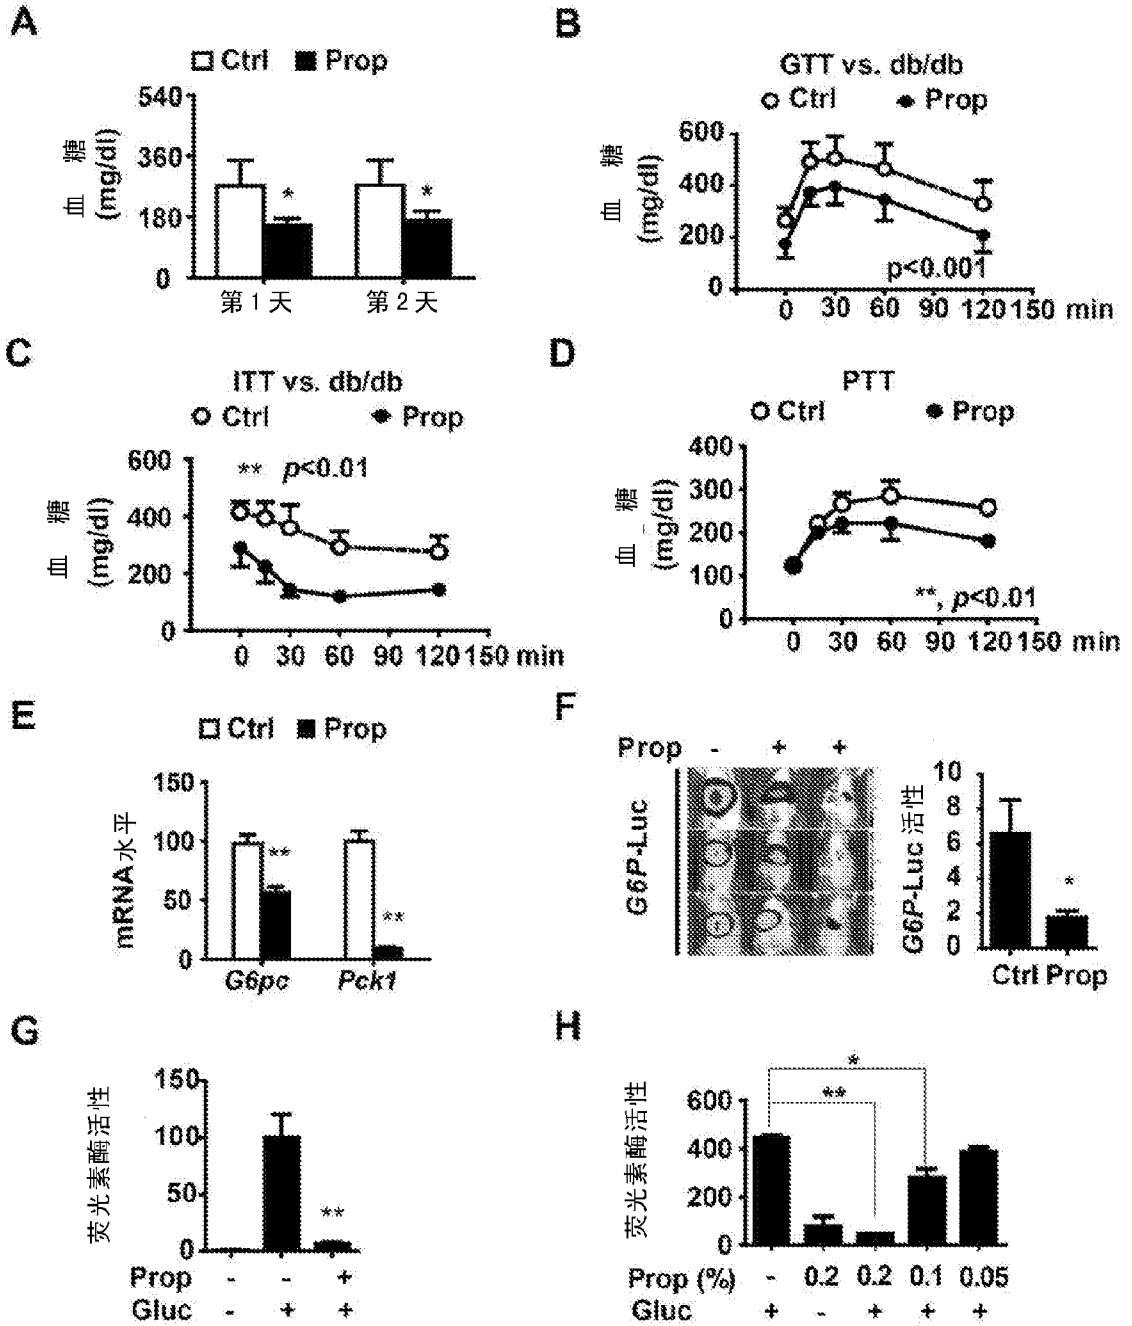 A
Ctrl Prop
血 糖
(mg/dl)
540
360
180
0
*
*
第 1 天 第 2 天
B
GTT vs. db/db
Ctrl Prop
血 糖
(mg/dl)
600
400
200
0
p<0.001
0 30 60 90 120 150 min
C
ITT vs. db/db
Ctrl Prop
血 糖
(mg/dl)
600
400
200
0
** p<0.01
0 30 60 90 120 150 min
D
PTT
Ctrl Prop
血 糖
(mg/dl)
400
300
200
100
0
**, p<0.01
0 30 60 90 120 150 min
E
Ctrl Prop
mRNA水平
150
100
50
0
**
**
G6pc Pck1
F
Prop - + +
G6P-Luc
G6P-Luc 活性
10
8
6
4
2
0
*
Ctrl Prop
G
荧光素酶活性
150
100
50
0
**
Prop - - +
Gluc - + +
H
荧光素酶活性
600
400
200
0
*
**
Prop (%) - 0.2 0.2 0.1 0.05
Gluc + - + + +